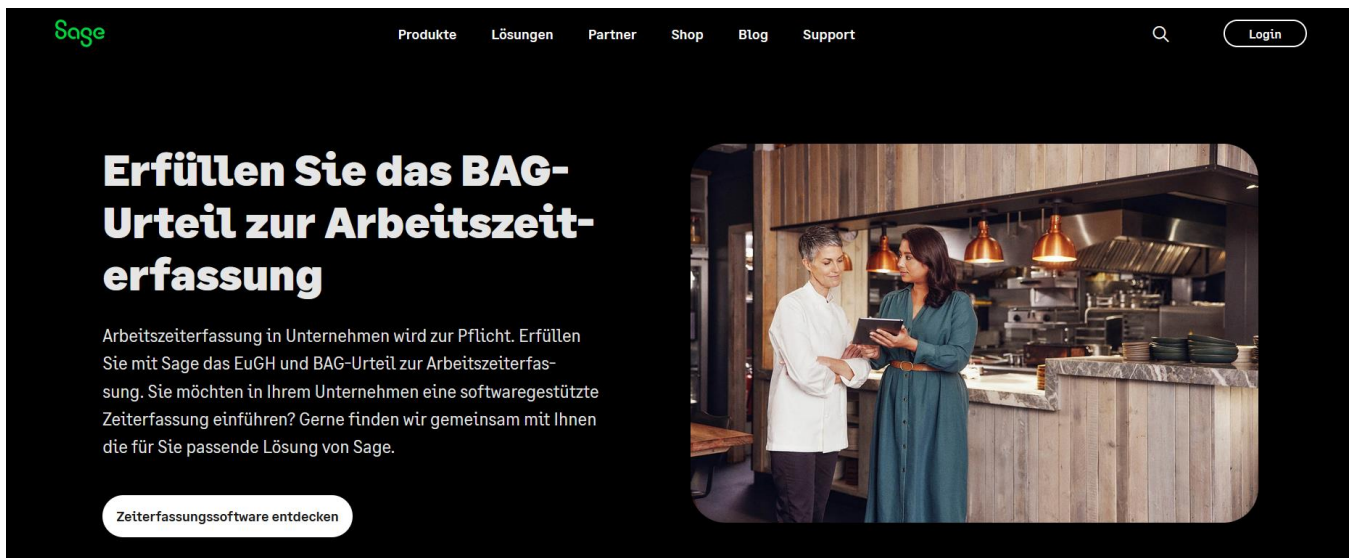 Sage
Produkte Lösungen Partner Shop Blog Support Login
Erfüllen Sie das BAG-
Urteil zur Arbeitszeit-
erfassung
Arbeitszeiterfassung in Unternehmen wird zur Pflicht. Erfüllen
Sie mit Sage das EuGH und BAG-Urteil zur Arbeitszeiterfas-
sung. Sie möchten in Ihrem Unternehmen eine softwaregestützte
Zeiterfassung einführen? Gerne finden wir gemeinsam mit Ihnen
die für Sie passende Lösung von Sage.
Zeiterfassungssoftware entdecken